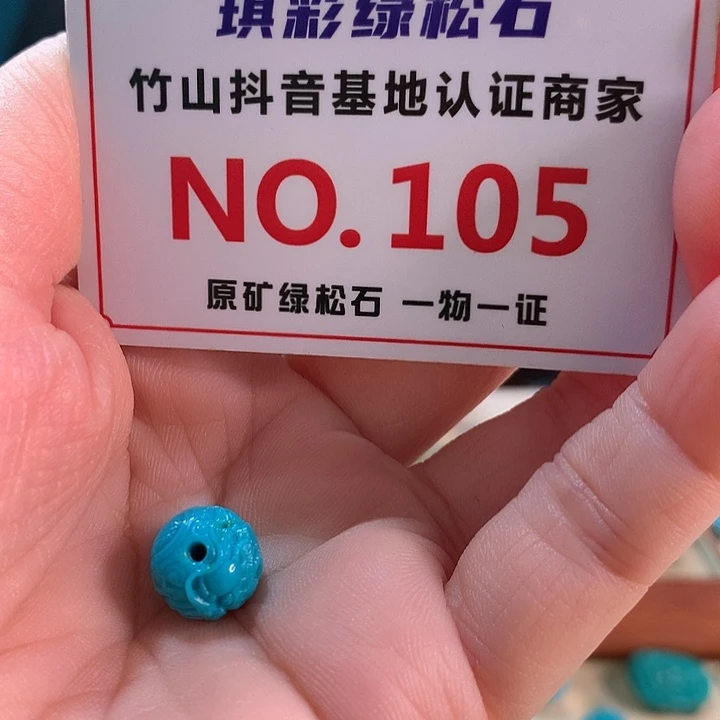 琪彩绿松石
竹山抖音基地认证商家
NO.105
原矿绿松石 一物一证